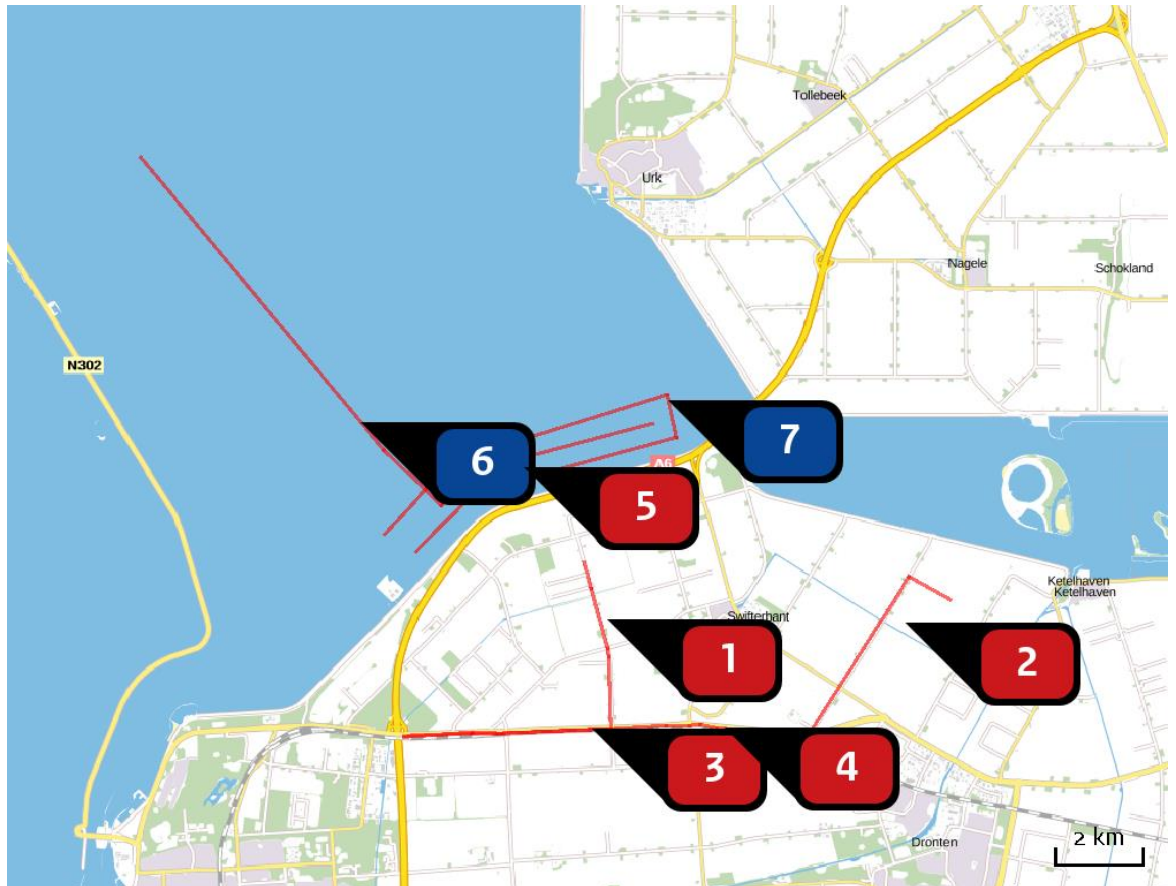 Tollebeek
Urk
Nagele
Schokland
N302
7
6
A6
5
Ketelhaven
Ketelhaven
Swifterbant
1
2
3
4
2 km
Dronten